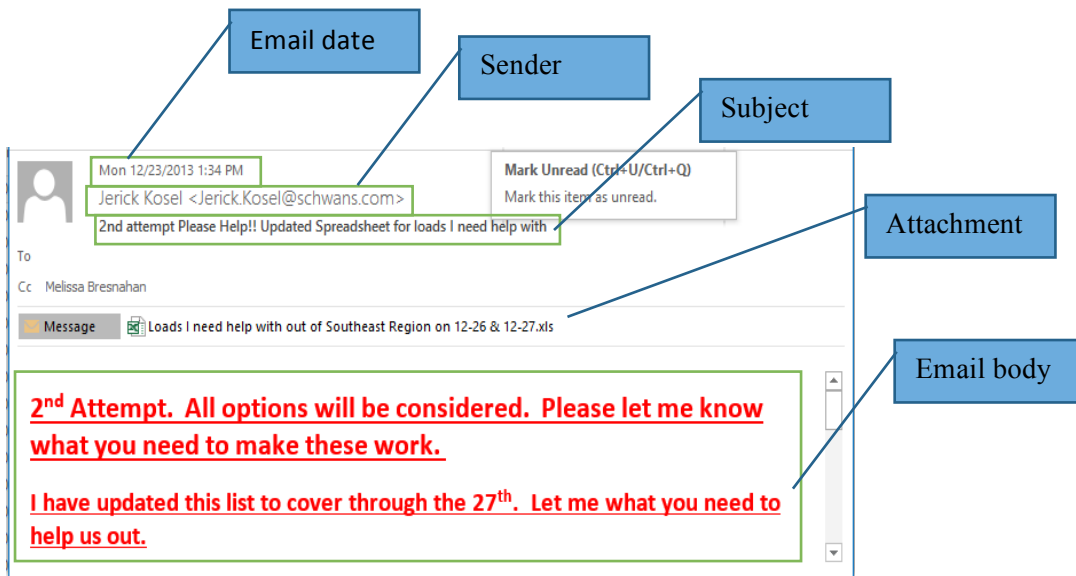 Email date
Sender
Subject
Mon 12/23/2013 1:34 PM
Mark Unread (Ctrl+U/Ctrl+Q)
Jerick Kosel <Jerick.Kosel@schwans.com>
Mark this item as unread.
2nd attempt Please Help!! Updated Spreadsheet for loads I need help with
Attachment
To
Cc Melissa Bresnahan
Message
Loads I need help with out of Southeast Region on 12-26 & 12-27.xls
Email body
2nd Attempt. All options will be considered. Please let me know
what you need to make these work.
I have updated this list to cover through the 27th. Let me what you need to
help us out.